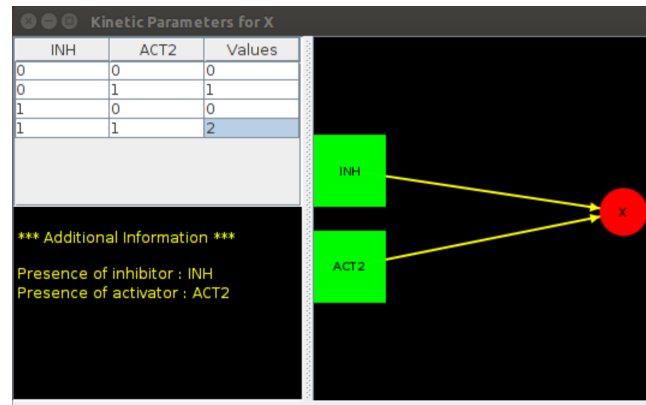 Kinetic Parameters for X
INH ACT2 Values
0 0 0
0 1 1
1 0 0
1 1 2
*** Additional Information ***
Presence of inhibitor : INH
Presence of activator : ACT2
INH
X
ACT2